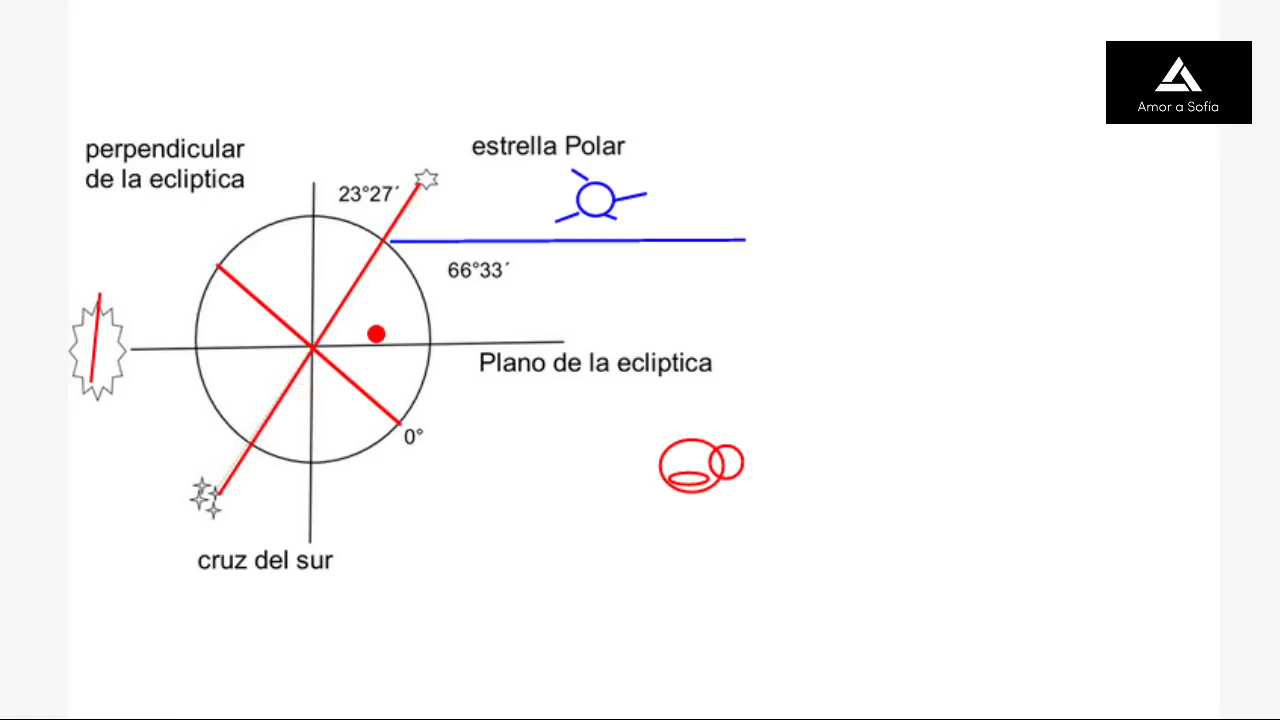 Amor a Sofía
estrella Polar
perpendicular
de la ecliptica
23°27´
66°33´
Plano de la ecliptica
0°
cruz del sur